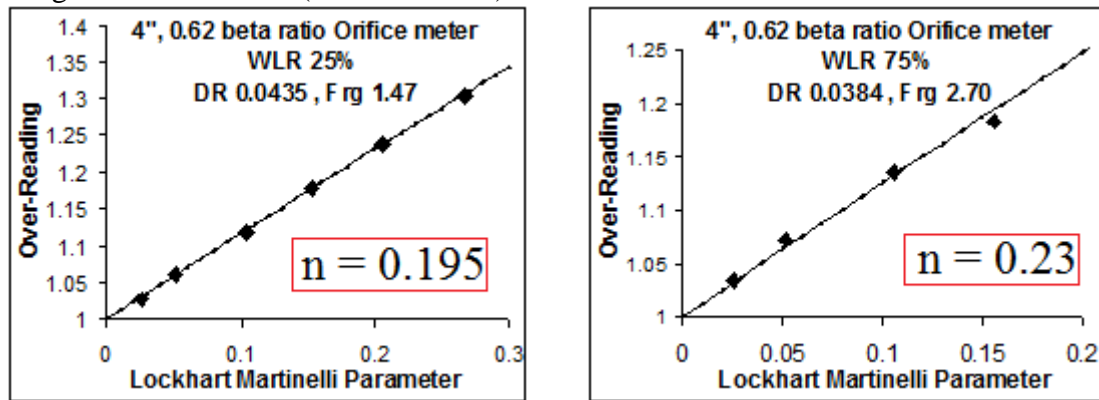 4", 0.62 beta ratio Orifice meter
WLR 25%
DR 0.0435 , Frg 1.47
Over-Reading
1.4
1.35
1.3
1.25
1.2
1.15
1.1
1.05
1
n = 0.195
0 0.1 0.2 0.3
Lockhart Martinelli Parameter
4", 0.62 beta ratio Orifice meter
WLR 75%
DR 0.0384 , Frg 2.70
Over-Reading
1.25
1.2
1.15
1.1
1.05
1
n = 0.23
0 0.05 0.1 0.15 0.2
Lockhart Martinelli Parameter